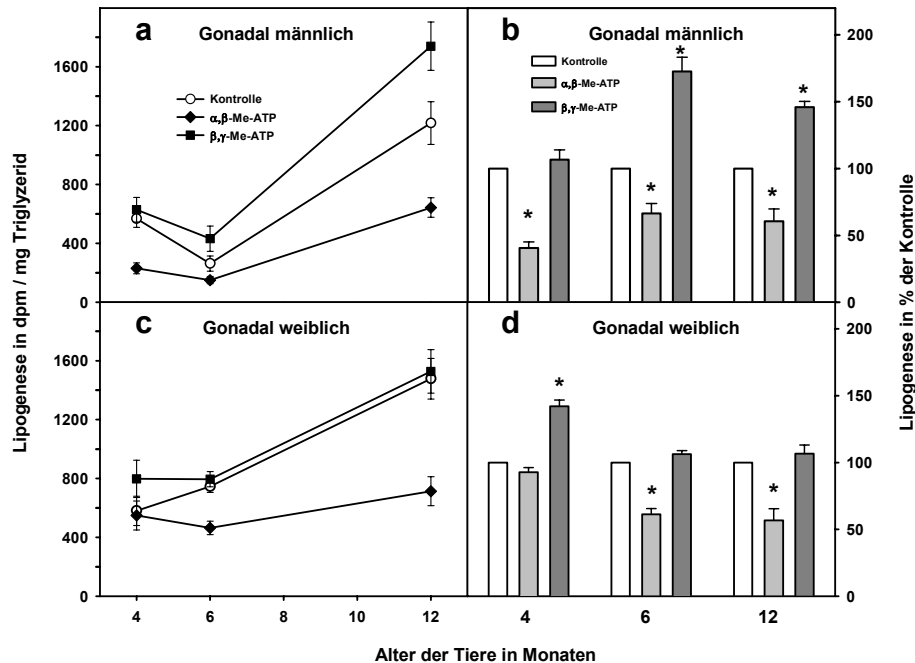 a
Gonadal männlich
Kontrolle
α,β-Me-ATP
β,γ-Me-ATP
1600
1200
800
400
0
b
Gonadal männlich
Kontrolle
α,β-Me-ATP
β,γ-Me-ATP
*
*
*
*
*
200
150
100
50
0
c
Gonadal weiblich
1600
1200
800
400
0
4
6
8
10
12
d
Gonadal weiblich
*
*
*
200
150
100
50
0
4
6
12
Lipogenese in dpm / mg Triglyzerid
Lipogenese in % der Kontrolle
Alter der Tiere in Monaten